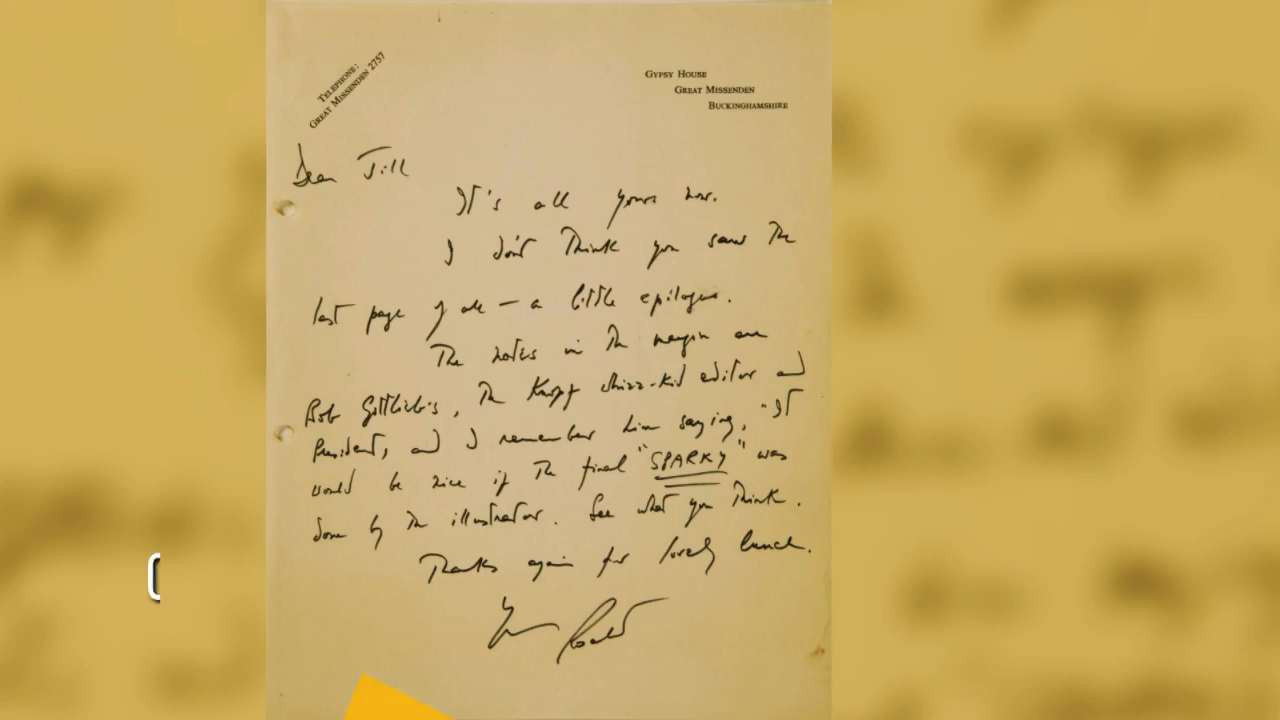 TELEPHONE:
GREAT MISSENDEN 2757
GYPSY HOUSE
GREAT MISSENDEN
BUCKINGHAMSHIRE
Dear Jill
It's all yours now.
I don't think you saw the
last page of all — a little epilogue.
The notes in the margin are
Bob Gottlieb's, the Knopf whizz-kid editor and
President, and I remember him saying, "It
would be nice if the final "SPARKY" was
done by the illustrator. See what you think.
Thanks again for lovely lunch.
Yours Roald